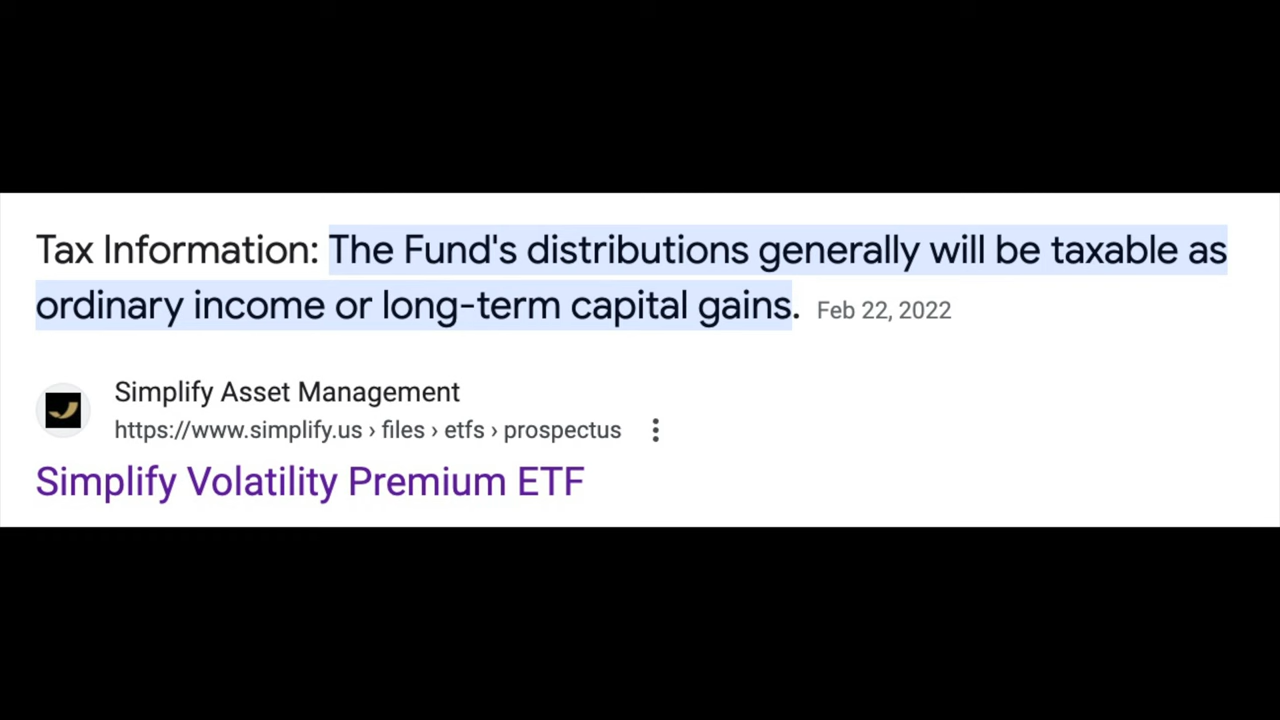 Tax Information: The Fund's distributions generally will be taxable as
ordinary income or long-term capital gains. Feb 22, 2022
Simplify Asset Management
https://www.simplify.us › files › etfs › prospectus
Simplify Volatility Premium ETF